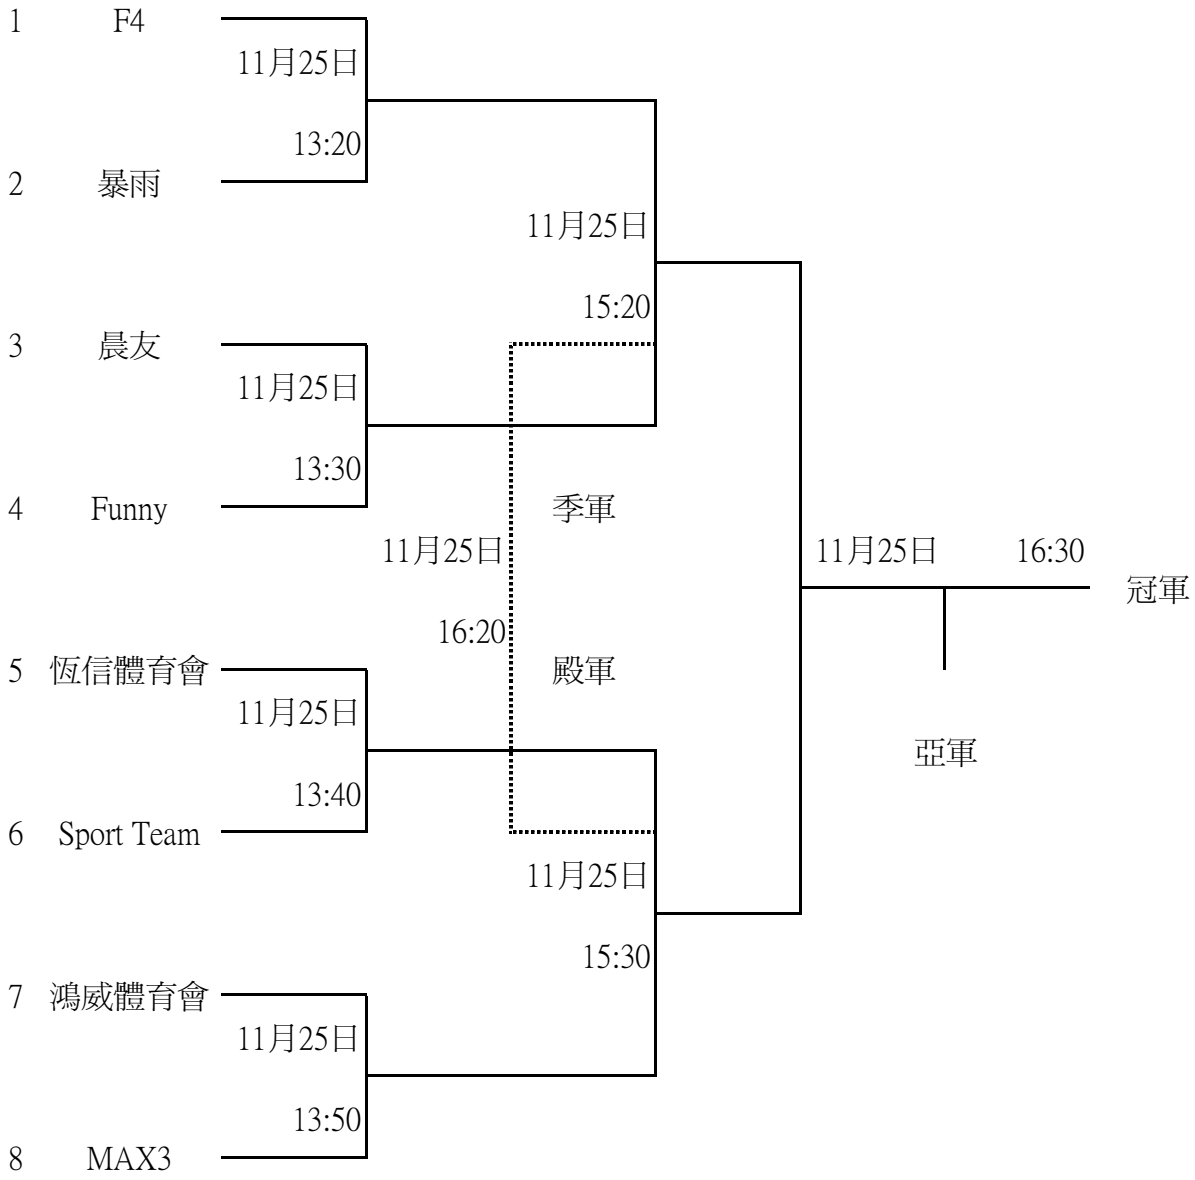 1 F4
11月25日
13:20
2 暴雨
11月25日
15:20
3 晨友
11月25日
13:30
4 Funny
季軍
11月25日
11月25日 16:30
冠軍
16:20
5 恆信體育會
殿軍
11月25日
亞軍
13:40
6 Sport Team
11月25日
15:30
7 鴻威體育會
11月25日
13:50
8 MAX3